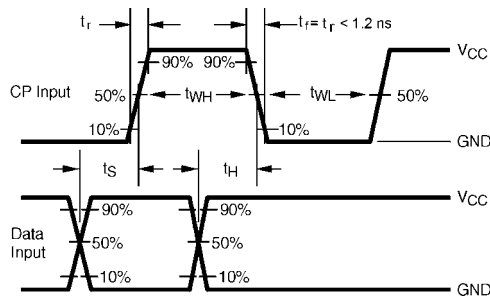 tr
tf = tr < 1.2 ns
VCC
90% 90%
CP Input
50%
tWH
tWL
50%
10%
10%
GND
tS
tH
VCC
90%
90%
Data
Input
50%
50%
10%
10%
GND